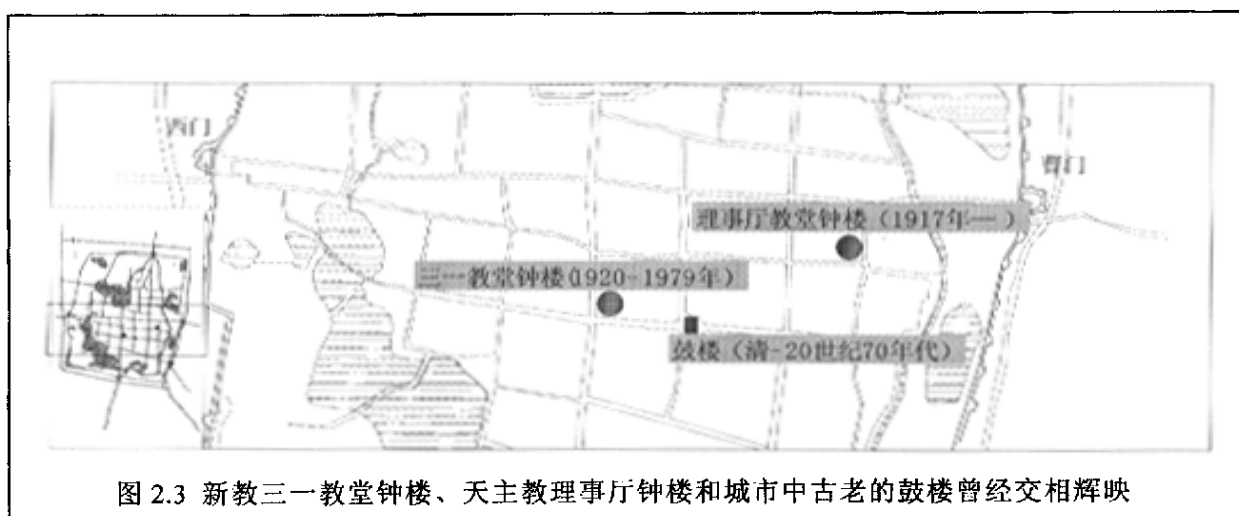 西门
理事厅教堂钟楼（1917年—）
三一教堂钟楼（1920-1979年）
鼓楼（清-20世纪70年代）
图 2.3 新教三一教堂钟楼、天主教理事厅钟楼和城市中古老的鼓楼曾经交相辉映